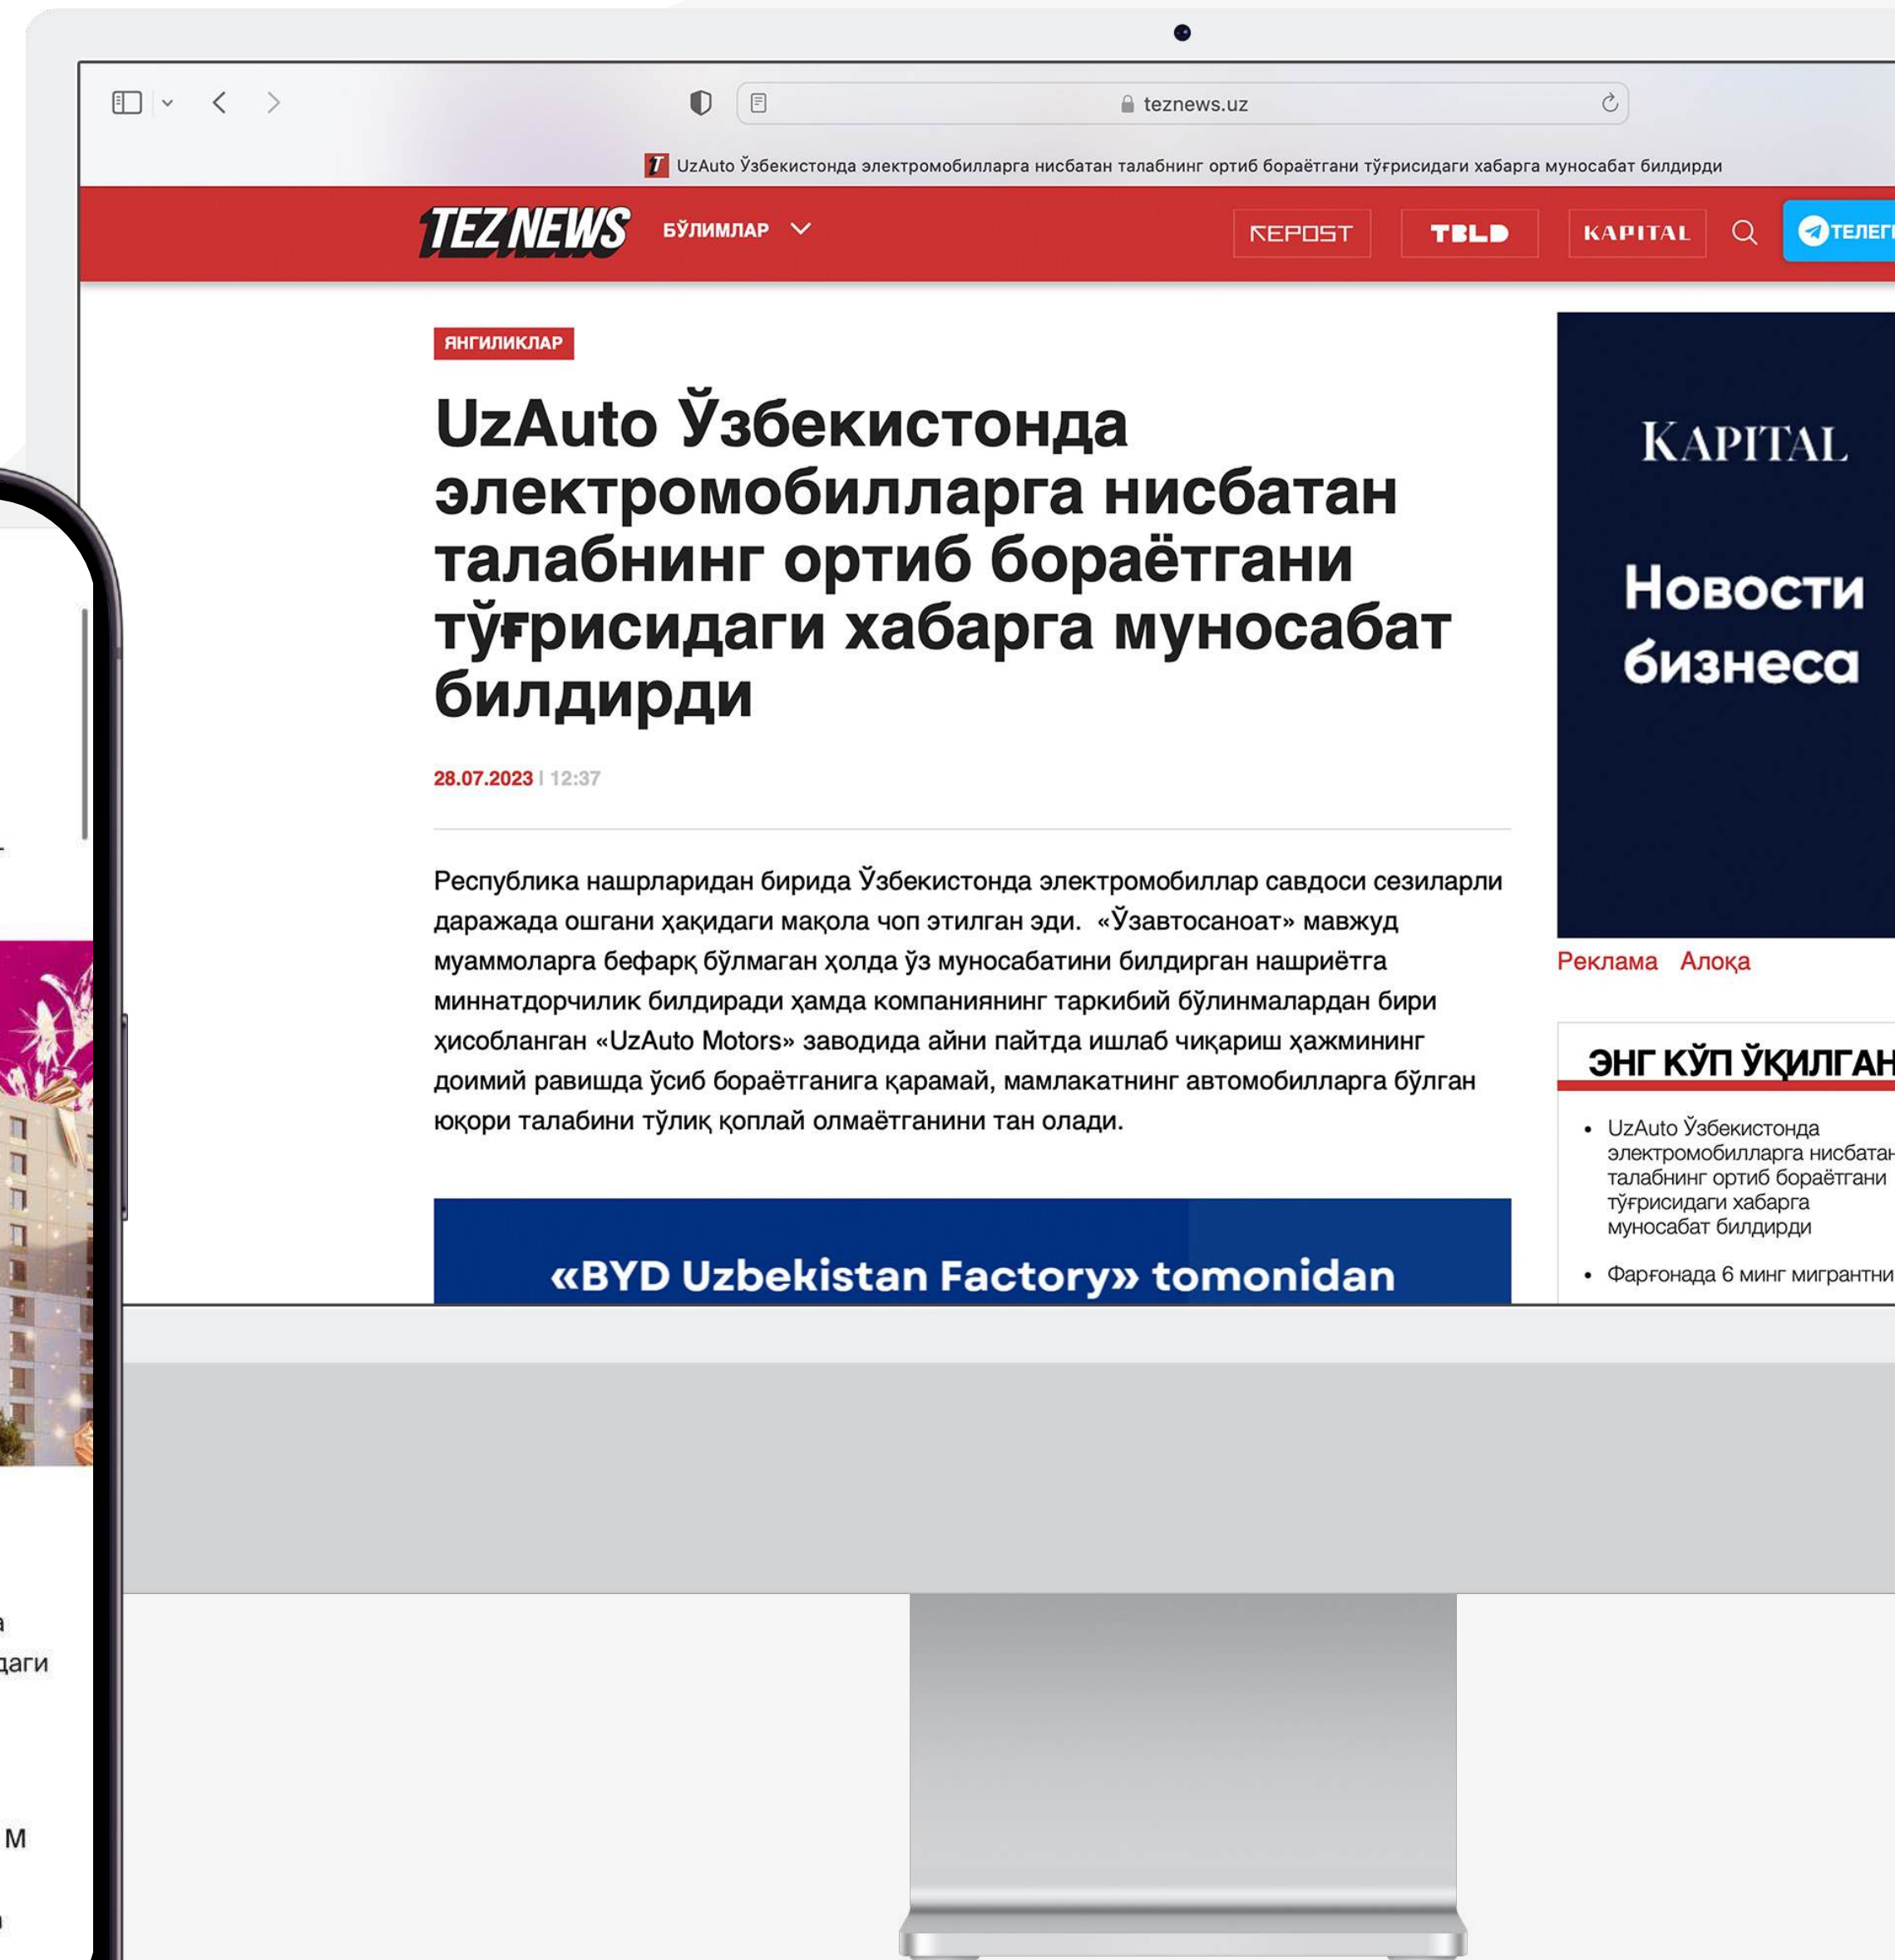 teznews.uz
UzAuto Ўзбекистонда электромобилларга нисбатан талабнинг ортиб бораётгани тўғрисидаги хабарга муносабат билдирди
TEZ NEWS БЎЛИМЛАР REPOST TBLD KAPITAL
ЯНГИЛИКЛАР
UzAuto Ўзбекистонда
электромобилларга нисбатан
талабнинг ортиб бораётгани
тўғрисидаги хабарга муносабат
билдирди
28.07.2023 | 12:37
Республика нашрларидан бирида Ўзбекистонда электромобиллар савдоси сезиларли
даражада ошгани ҳақидаги мақола чоп этилган эди. «Ўзавтосаноат» мавжуд
муаммоларга бефарқ бўлмаган ҳолда ўз муносабатини билдирган нашриётга
миннатдорчилик билдиради ҳамда компаниянинг таркибий бўлинмалардан бири
ҳисобланган «UzAuto Motors» заводида айни пайтда ишлаб чиқариш ҳажмининг
доимий равишда ўсиб бораётганига қарамай, мамлакатнинг автомобилларга бўлган
юқори талабини тўлиқ қоплай олмаётганини тан олади.
«BYD Uzbekistan Factory» tomonidan
KAPITAL
Новости
бизнеса
Реклама Алоқа
ЭНГ КЎП ЎҚИЛГАН
• UzAuto Ўзбекистонда
электромобилларга нисбатан
талабнинг ортиб бораётгани
тўғрисидаги хабарга
муносабат билдирди
• Фарғонада 6 минг мигрантни
даги
М